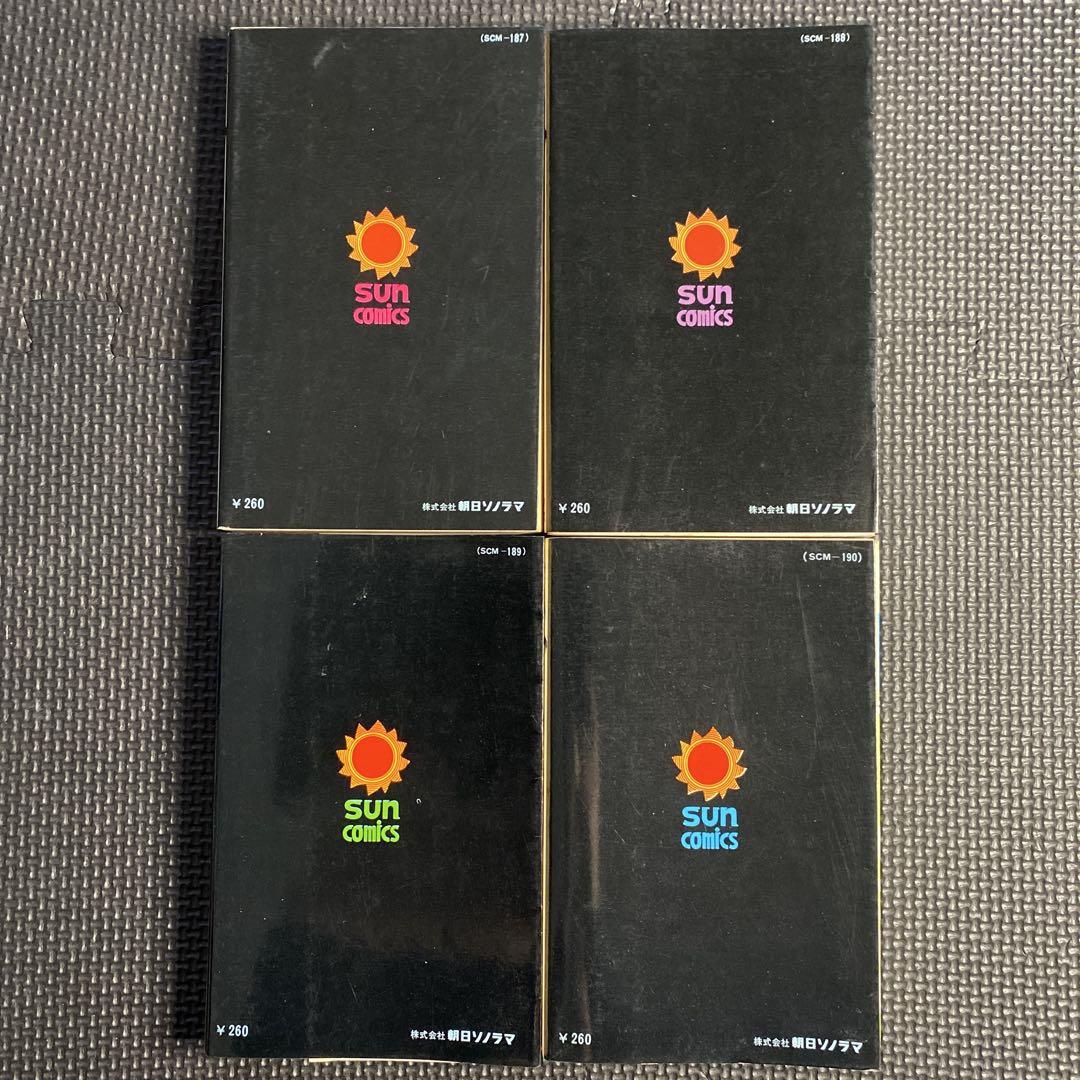 (SCM-187)
sun
comics
¥ 260
株式会社 朝日ソノラマ
(SCM-188)
sun
comics
¥ 260
株式会社 朝日ソノラマ
(SCM-189)
sun
comics
¥ 260
株式会社 朝日ソノラマ
(SCM-190)
sun
comics
¥ 260
株式会社 朝日ソノラマ